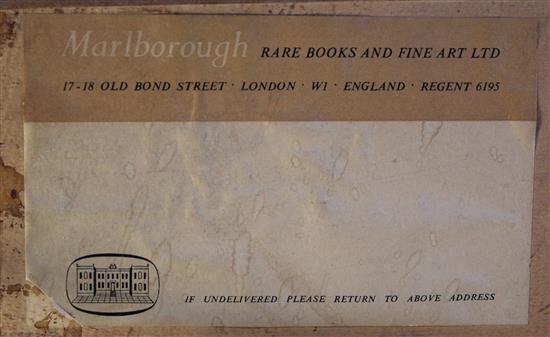 Marlborough RARE BOOKS AND FINE ART LTD
17-18 OLD BOND STREET · LONDON · W1 · ENGLAND · REGENT 6195
IF UNDELIVERED PLEASE RETURN TO ABOVE ADDRESS